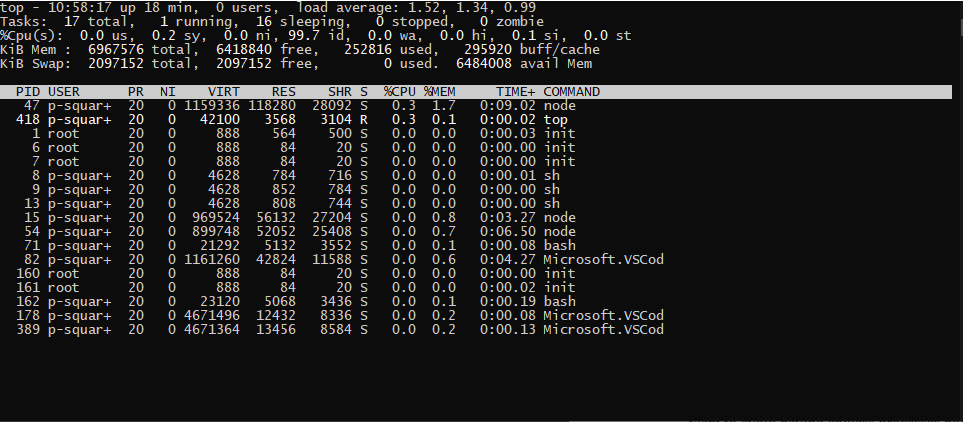 top - 10:58:17 up 18 min,  0 users,  load average: 1.52, 1.34, 0.99
Tasks:  17 total,   1 running,  16 sleeping,   0 stopped,   0 zombie
%Cpu(s):  0.0 us,  0.2 sy,  0.0 ni, 99.7 id,  0.0 wa,  0.0 hi,  0.1 si,  0.0 st
KiB Mem :  6967576 total,  6418840 free,   252816 used,   295920 buff/cache
KiB Swap:  2097152 total,  2097152 free,        0 used.  6484008 avail Mem
  PID USER      PR  NI    VIRT    RES    SHR S  %CPU %MEM     TIME+ COMMAND
   47 p-squar+  20   0 1159336 118280  28092 S   0.3  1.7   0:09.02 node
  418 p-squar+  20   0   42100   3568   3104 R   0.3  0.1   0:00.02 top
    1 root      20   0     888    564    500 S   0.0  0.0   0:00.03 init
    6 root      20   0     888     84     20 S   0.0  0.0   0:00.00 init
    7 root      20   0     888     84     20 S   0.0  0.0   0:00.00 init
    8 p-squar+  20   0    4628    784    716 S   0.0  0.0   0:00.01 sh
    9 p-squar+  20   0    4628    852    784 S   0.0  0.0   0:00.00 sh
   13 p-squar+  20   0    4628    808    744 S   0.0  0.0   0:00.00 sh
   15 p-squar+  20   0  969524  56132  27204 S   0.0  0.8   0:03.27 node
   54 p-squar+  20   0  899748  52052  25408 S   0.0  0.7   0:06.50 node
   71 p-squar+  20   0   21292   5132   3552 S   0.0  0.1   0:00.08 bash
   82 p-squar+  20   0 1161260  42824  11588 S   0.0  0.6   0:04.27 Microsoft.VSCod
  160 root      20   0     888     84     20 S   0.0  0.0   0:00.00 init
  161 root      20   0     888     84     20 S   0.0  0.0   0:00.02 init
  162 p-squar+  20   0   23120   5068   3436 S   0.0  0.1   0:00.19 bash
  178 p-squar+  20   0 4671496  12432   8336 S   0.0  0.2   0:00.08 Microsoft.VSCod
  389 p-squar+  20   0 4671364  13456   8584 S   0.0  0.2   0:00.13 Microsoft.VSCod